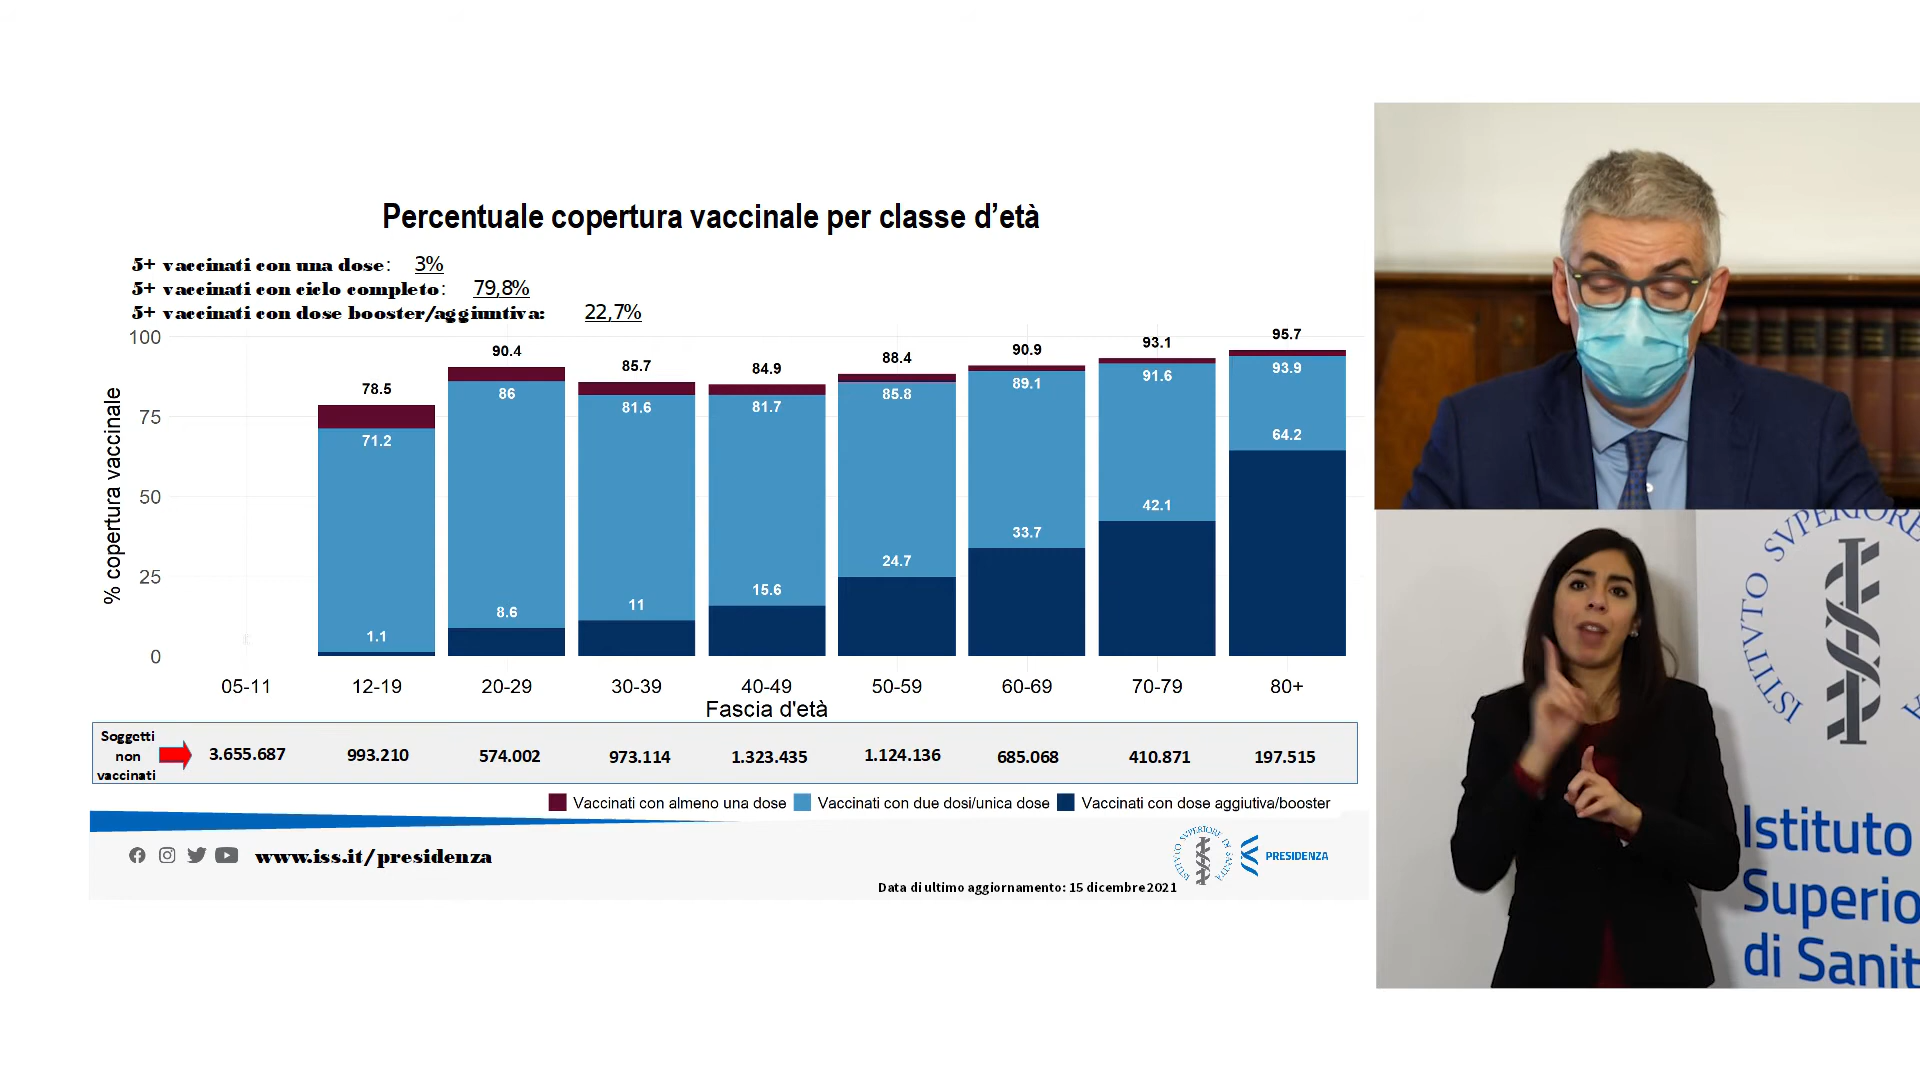 Percentuale copertura vaccinale per classe d'età
5+ vaccinati con una dose: 3%
5+ vaccinati con ciclo completo: 79,8%
5+ vaccinati con dose booster/aggiuntiva: 22,7%
% copertura vaccinale
100
75
50
25
0
78.5
71.2
1.1
90.4
86
8.6
85.7
81.6
11
84.9
81.7
15.6
88.4
85.8
24.7
90.9
89.1
33.7
93.1
91.6
42.1
95.7
93.9
64.2
05-11 12-19 20-29 30-39 40-49 50-59 60-69 70-79 80+
Fascia d'età
Soggetti
non
vaccinati
3.655.687 993.210 574.002 973.114 1.323.435 1.124.136 685.068 410.871 197.515
Vaccinati con almeno una dose Vaccinati con due dosi/unica dose Vaccinati con dose aggiutiva/booster
www.iss.it/presidenza
ISTITVTO SVPERIORE DI SANITA
PRESIDENZA
Data di ultimo aggiornamento: 15 dicembre 2021
ISTITVTO SVPERIORE
Istituto
Superio
di Sanit